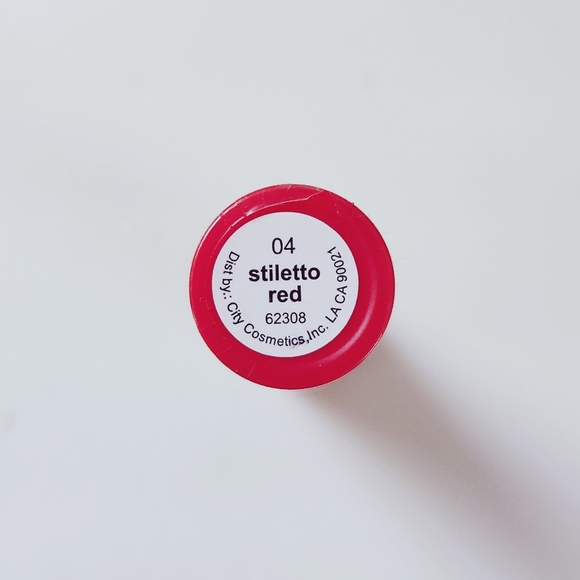 04
stiletto
red
62308
Dist by.: City Cosmetics,Inc. LA CA 90021